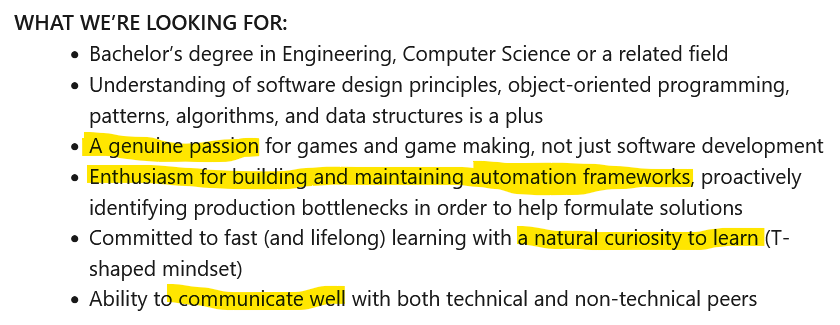 WHAT WE'RE LOOKING FOR:
• Bachelor's degree in Engineering, Computer Science or a related field
• Understanding of software design principles, object-oriented programming,
patterns, algorithms, and data structures is a plus
• A genuine passion for games and game making, not just software development
• Enthusiasm for building and maintaining automation frameworks, proactively
identifying production bottlenecks in order to help formulate solutions
• Committed to fast (and lifelong) learning with a natural curiosity to learn (T-
shaped mindset)
• Ability to communicate well with both technical and non-technical peers